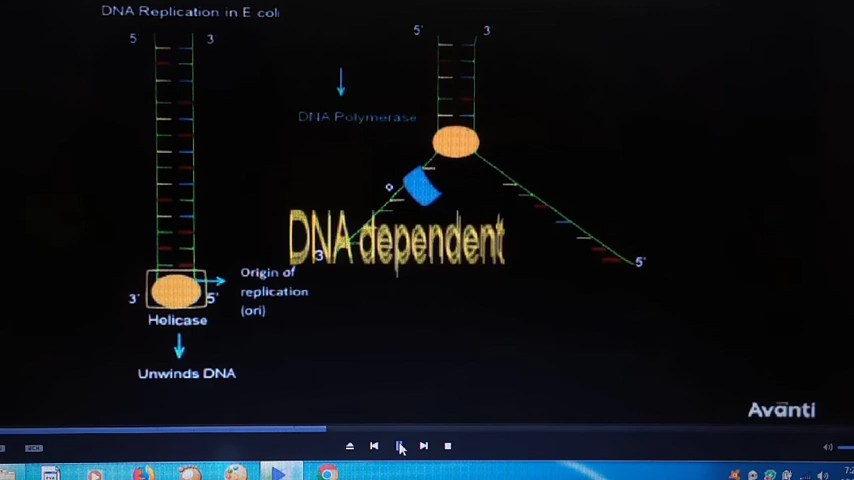 DNA Replication in E coli
5' 3'
5' 3'
DNA Polymerase
DNA dependent
3'
5'
Origin of
replication
(ori)
3' 5'
Helicase
Unwinds DNA
Avanti